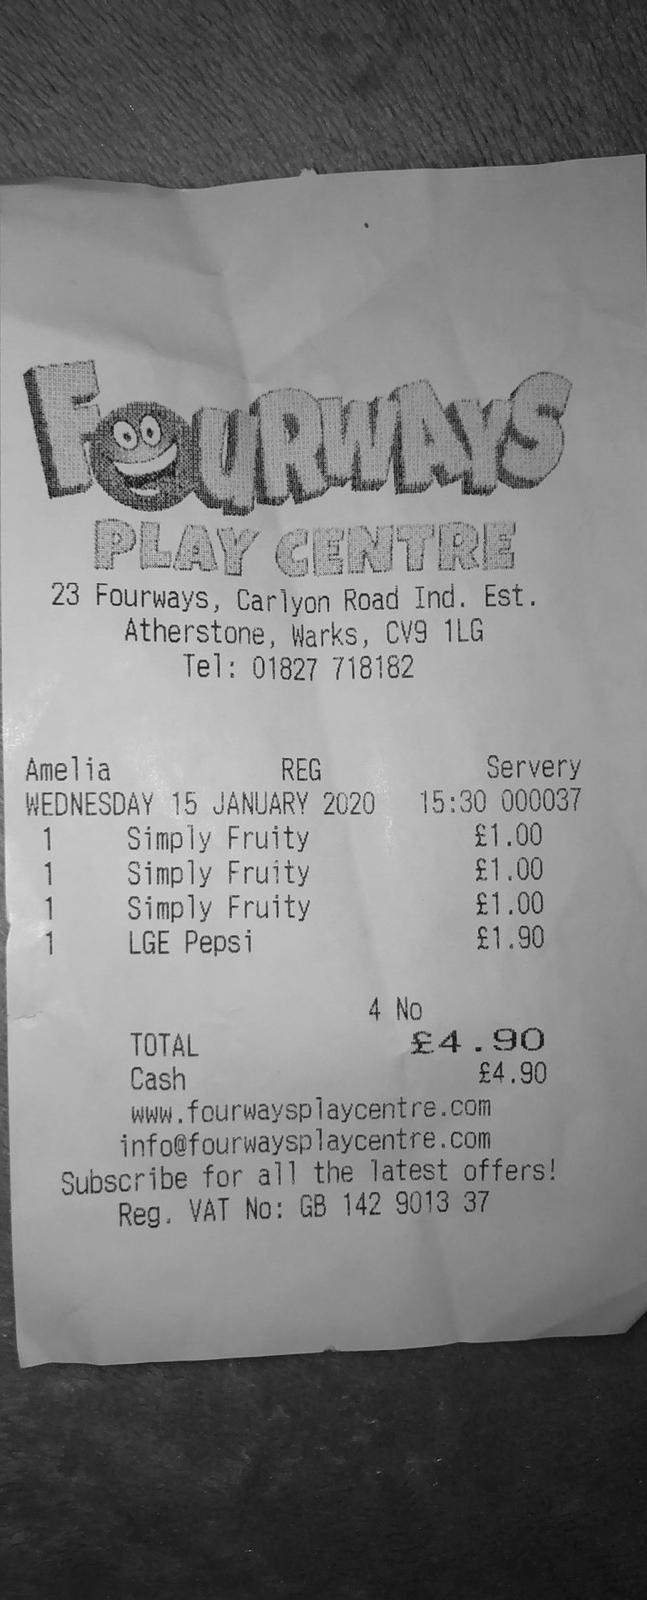 FOURWAYS
PLAY CENTRE
23 Fourways, Carlyon Road Ind. Est.
Atherstone, Warks, CV9 1LG
Tel: 01827 718182
Amelia REG Servery
WEDNESDAY 15 JANUARY 2020 15:30 000037
1 Simply Fruity £1.00
1 Simply Fruity £1.00
1 Simply Fruity £1.00
1 LGE Pepsi £1.90
4 No
TOTAL £4.90
Cash £4.90
www.fourwaysplaycentre.com
info@fourwaysplaycentre.com
Subscribe for all the latest offers!
Reg. VAT No: GB 142 9013 37